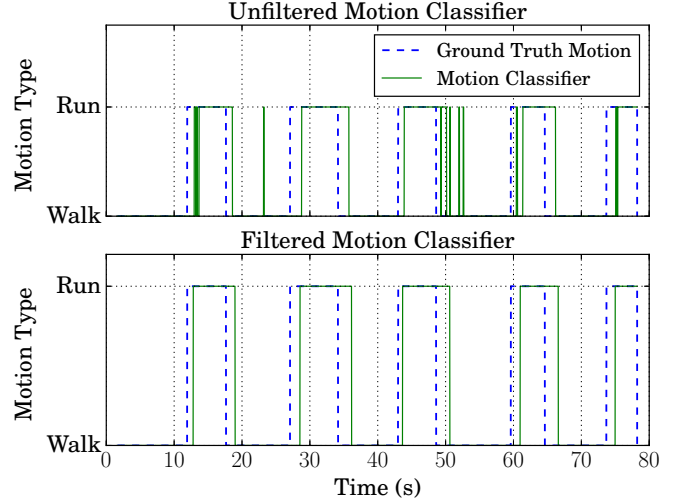 Unfiltered Motion Classifier
Ground Truth Motion
Motion Classifier
Motion Type
Run
Walk
Filtered Motion Classifier
Motion Type
Run
Walk
0 10 20 30 40 50 60 70 80
Time (s)